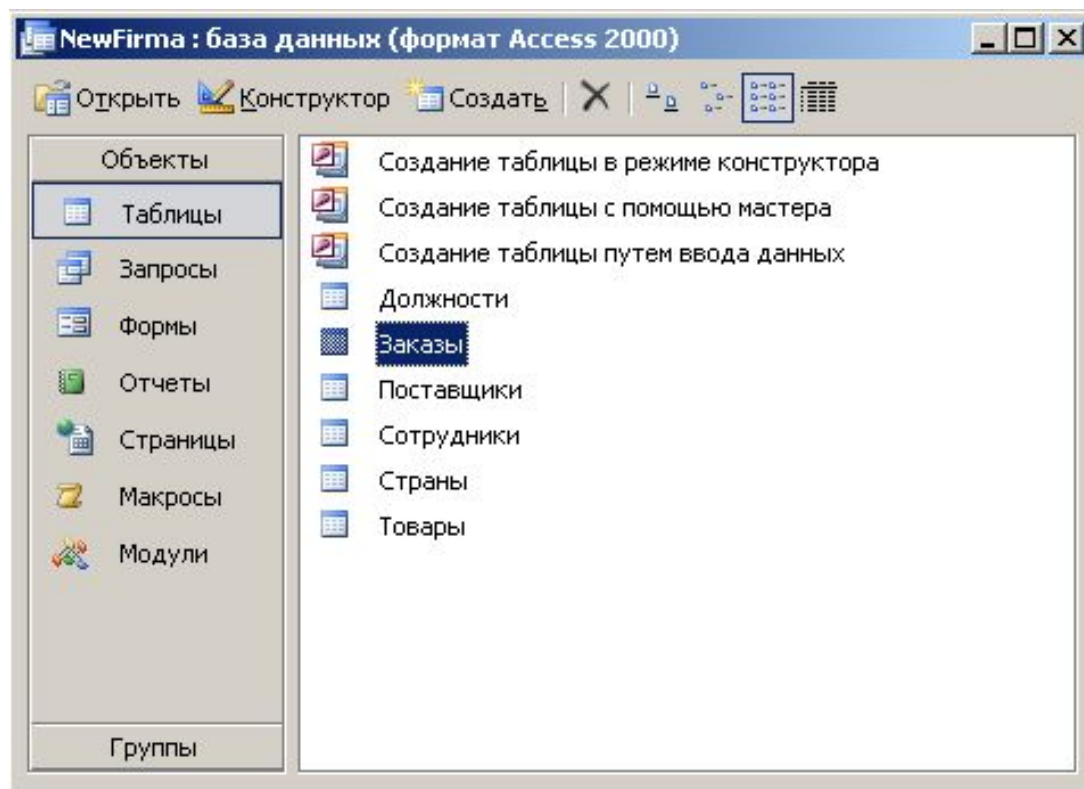 NewFirma : база данных (формат Access 2000)
Открыть Конструктор Создать
Объекты
Таблицы
Запросы
Формы
Отчеты
Страницы
Макросы
Модули
Группы
Создание таблицы в режиме конструктора
Создание таблицы с помощью мастера
Создание таблицы путем ввода данных
Должности
Заказы
Поставщики
Сотрудники
Страны
Товары